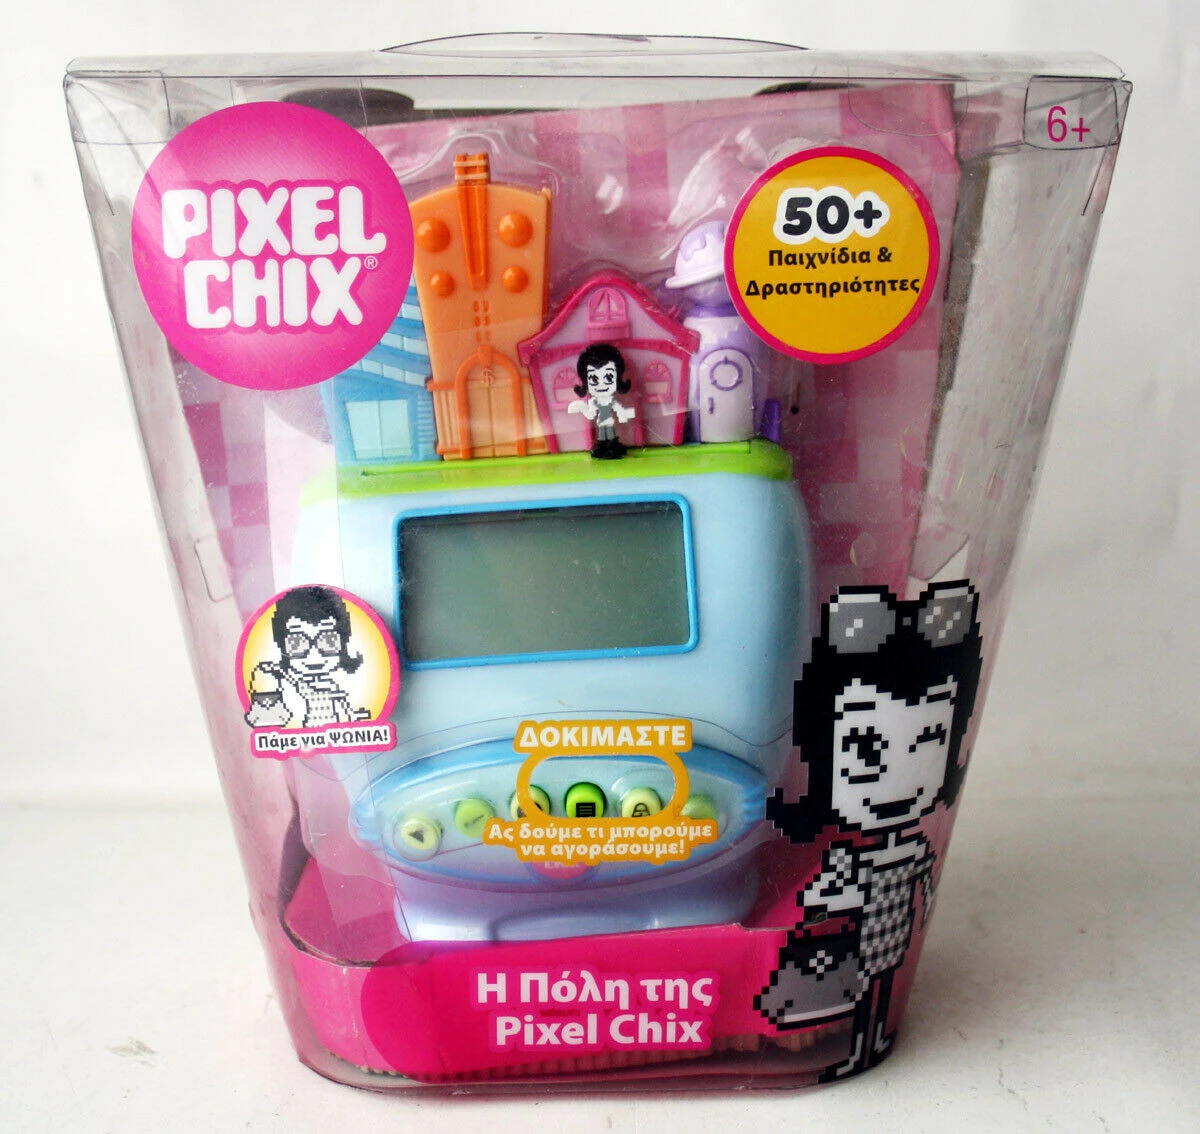 PIXEL
CHIX®
6+
50+
Παιχνίδια &
Δραστηριότητες
Πάμε για ΨΩΝΙΑ!
ΔΟΚΙΜΑΣΤΕ
Ας δούμε τι μπορούμε
να αγοράσουμε!
Η Πόλη της
Pixel Chix